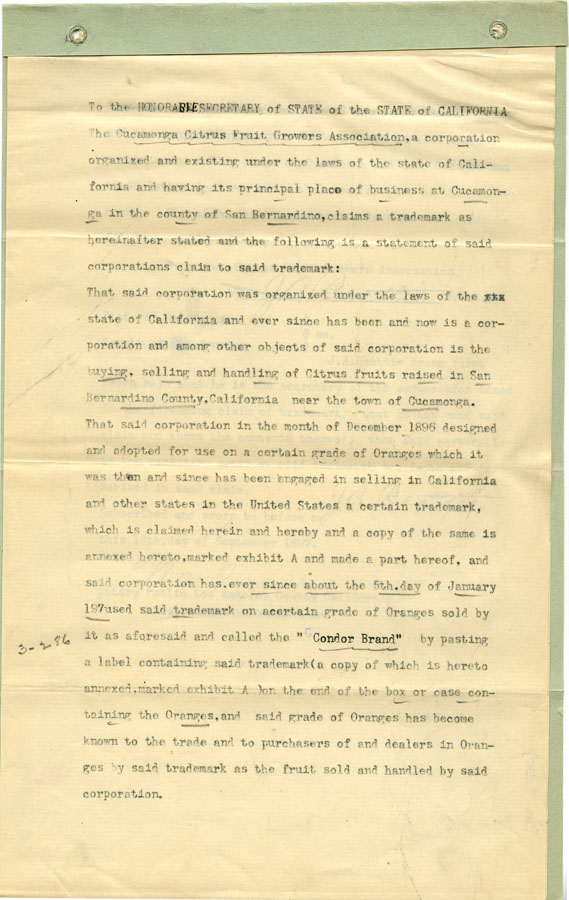 To the HONORABLESECRETARY of STATE of the STATE of CALIFORNIA
The Cucamonga Citrus Fruit Growers Association,a corporation
organized and existing under the laws of the state of Cali-
fornia and having its principal place of business at Cucamon-
ga in the county of San Bernardino,claims a trademark as
hereinafter stated and the following is a statement of said
corporations claim to said trademark:
That said corporation was organized under the laws of the xxx
state of California and ever since has been and now is a cor-
poration and among other objects of said corporation is the
buying, selling and handling of Citrus fruits raised in San
Bernardino County,California near the town of Cucamonga.
That said corporation in the month of December 1896 designed
and adopted for use on a certain grade of Oranges which it
was then and since has been engaged in selling in California
and other states in the United States a certain trademark,
which is claimed herein and hereby and a copy of the same is
annexed hereto,marked exhibit A and made a part hereof, and
said corporation has,ever since about the 5th.day of January
197used said trademark on acertain grade of Oranges sold by
3-2 86 it as aforesaid and called the "Condor Brand" by pasting
a label containing said trademark(a copy of which is hereto
annexed,marked exhibit A )on the end of the box or case con-
taining the Oranges,and said grade of Oranges has become
known to the trade and to purchasers of and dealers in Oran-
ges by said trademark as the fruit sold and handled by said
corporation.